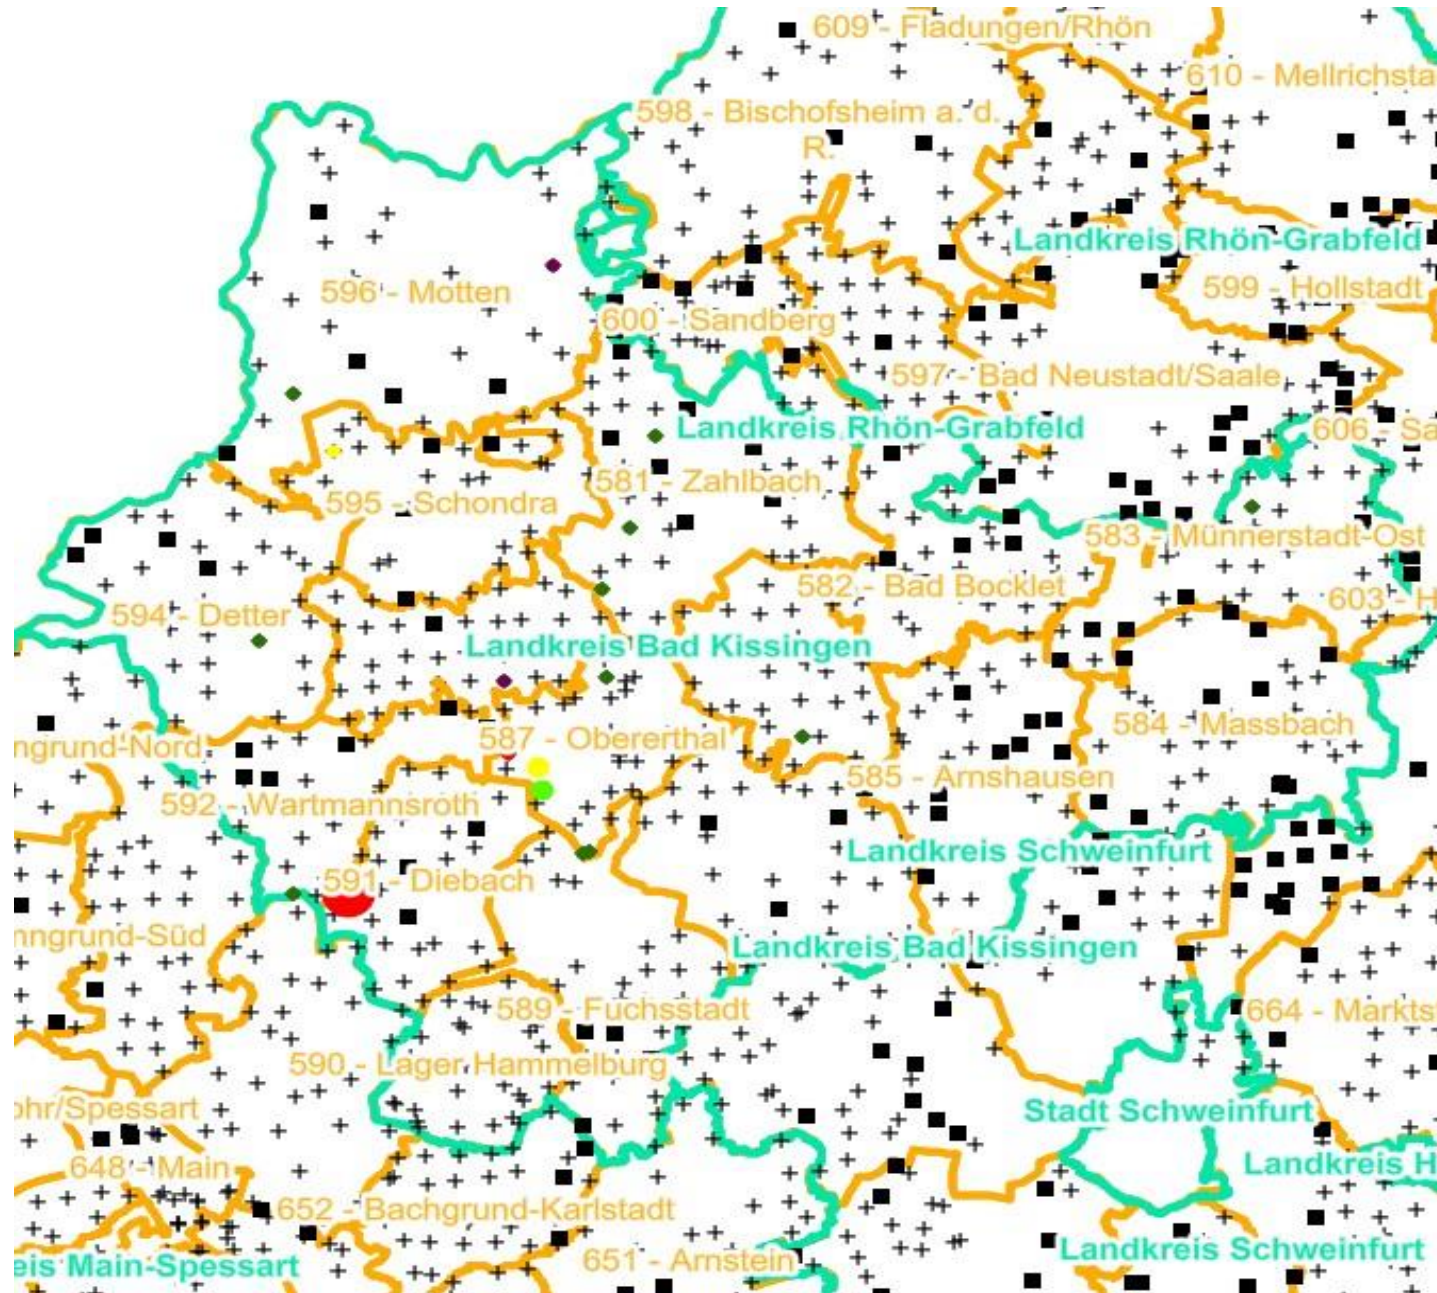 609 - Fladungen/Rhön
610 - Mellrichsta
598 - Bischofsheim a. d.
R.
Landkreis Rhön-Grabfeld
596 - Motten
599 - Hollstadt
600 - Sandberg
597 - Bad Neustadt/Saale
Landkreis Rhön-Grabfeld
606 - Sa
581 - Zahlbach
595 - Schondra
583 - Münnerstadt-Ost
582 - Bad Bocklet
603 - H
594 - Detter
Landkreis Bad Kissingen
584 - Massbach
587 - Obererthal
ngrund-Nord
585 - Arnshausen
592 - Wartmannsroth
Landkreis Schweinfurt
591 - Diebach
nngrund-Süd
Landkreis Bad Kissingen
589 - Fuchsstadt
664 - Markts
590 - Lager Hammelburg
ohr/Spessart
Stadt Schweinfurt
648 - Main
Landkreis H
652 - Bachgrund-Karlstadt
Landkreis Schweinfurt
651 - Arnstein
eis Main-Spessart